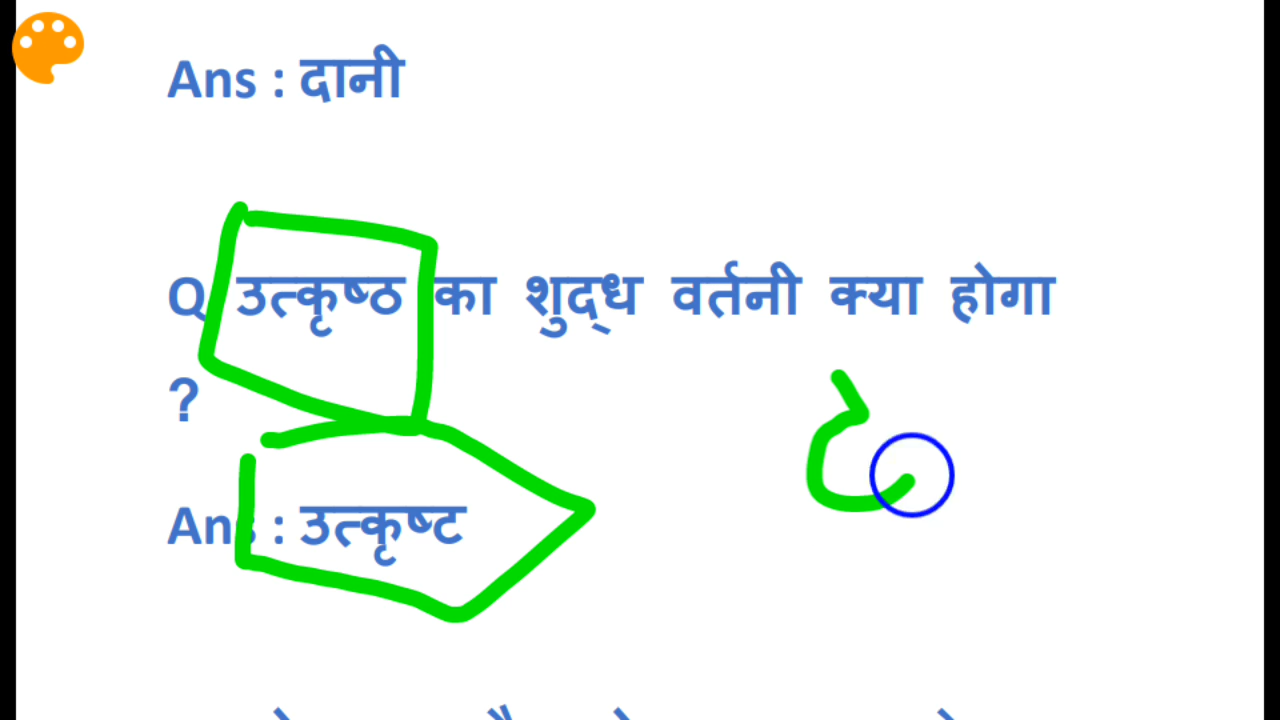 Ans : दानी
Q उत्कृष्ठ का शुद्ध वर्तनी क्या होगा
?
Ans : उत्कृष्ट